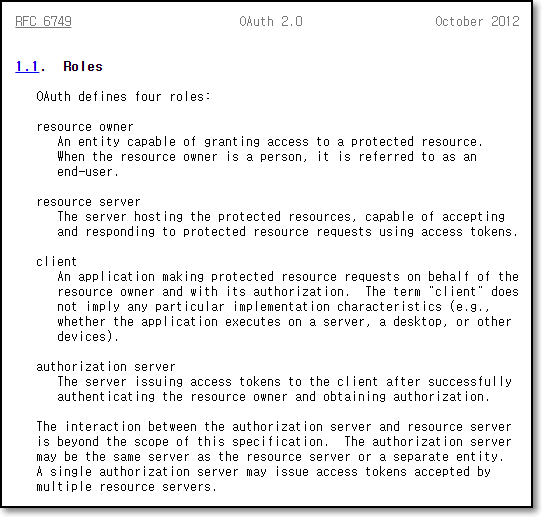 RFC 6749 OAuth 2.0 October 2012
1.1. Roles
OAuth defines four roles:
resource owner
An entity capable of granting access to a protected resource.
When the resource owner is a person, it is referred to as an
end-user.
resource server
The server hosting the protected resources, capable of accepting
and responding to protected resource requests using access tokens.
client
An application making protected resource requests on behalf of the
resource owner and with its authorization. The term "client" does
not imply any particular implementation characteristics (e.g.,
whether the application executes on a server, a desktop, or other
devices).
authorization server
The server issuing access tokens to the client after successfully
authenticating the resource owner and obtaining authorization.
The interaction between the authorization server and resource server
is beyond the scope of this specification. The authorization server
may be the same server as the resource server or a separate entity.
A single authorization server may issue access tokens accepted by
multiple resource servers.